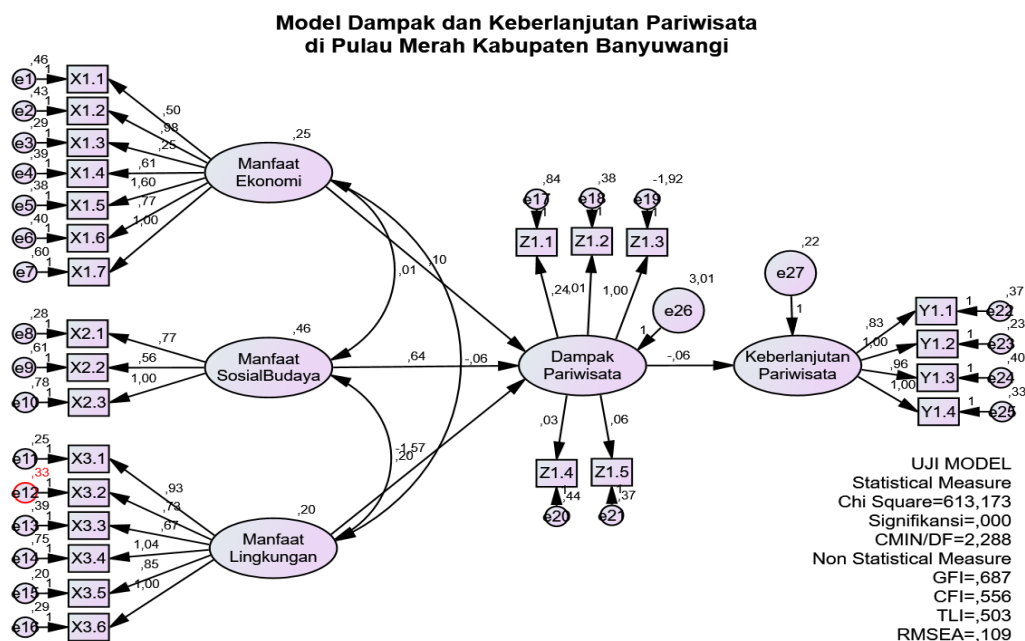 Model Dampak dan Keberlanjutan Pariwisata
di Pulau Merah Kabupaten Banyuwangi
,46
e1 1 X1.1
,43
e2 1 X1.2
,29
e3 1 X1.3
,39
e4 1 X1.4
,38
e5 1 X1.5
,40
e6 1 X1.6
,60
e7 1 X1.7
,50
,98
,25
,61
1,60
,77
1,00
,25
Manfaat
Ekonomi
,28
e8 1 X2.1
,61
e9 1 X2.2
,78
e10 1 X2.3
,77
,56
1,00
,46
Manfaat
SosialBudaya
,25
e11 1 X3.1
,33
e12 1 X3.2
,39
e13 1 X3.3
,75
e14 1 X3.4
,20
e15 1 X3.5
,29
e16 1 X3.6
,93
,73
,67
1,04
,85
1,00
,20
Manfaat
Lingkungan
,01
,10
,20
,64
-,06
-1,57
,84
e17
1
Z1.1
,38
e18
1
Z1.2
-1,92
e19
1
Z1.3
,24
,01
1,00
3,01
e26
1
Dampak
Pariwisata
,03
,06
Z1.4
1
,44
e20
Z1.5
1
,37
e21
-,06
,22
e27
1
Keberlanjutan
Pariwisata
,83
1,00
,96
1,00
,37
Y1.1 1 e22
,23
Y1.2 1 e23
,40
Y1.3 1 e24
,33
Y1.4 1 e25
UJI MODEL
Statistical Measure
Chi Square=613,173
Signifikansi=,000
CMIN/DF=2,288
Non Statistical Measure
GFI=,687
CFI=,556
TLI=,503
RMSEA=,109